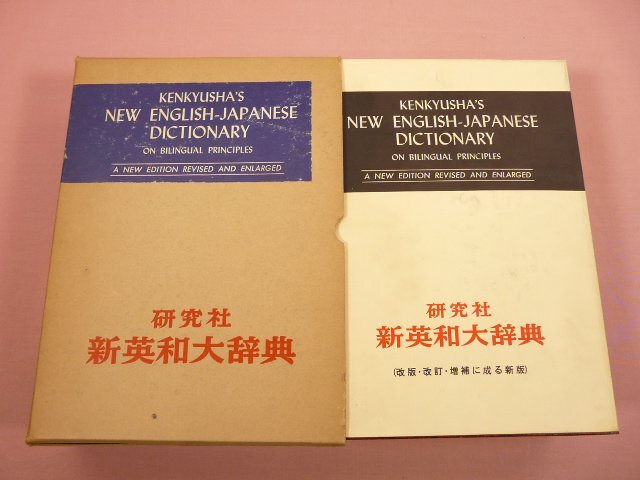 KENKYUSHA'S
NEW ENGLISH-JAPANESE
DICTIONARY
ON BILINGUAL PRINCIPLES
A NEW EDITION REVISED AND ENLARGED
研究社
新英和大辞典
KENKYUSHA'S
NEW ENGLISH-JAPANESE
DICTIONARY
ON BILINGUAL PRINCIPLES
A NEW EDITION REVISED AND ENLARGED
研究社
新英和大辞典
(改版・改訂・増補に成る新版)